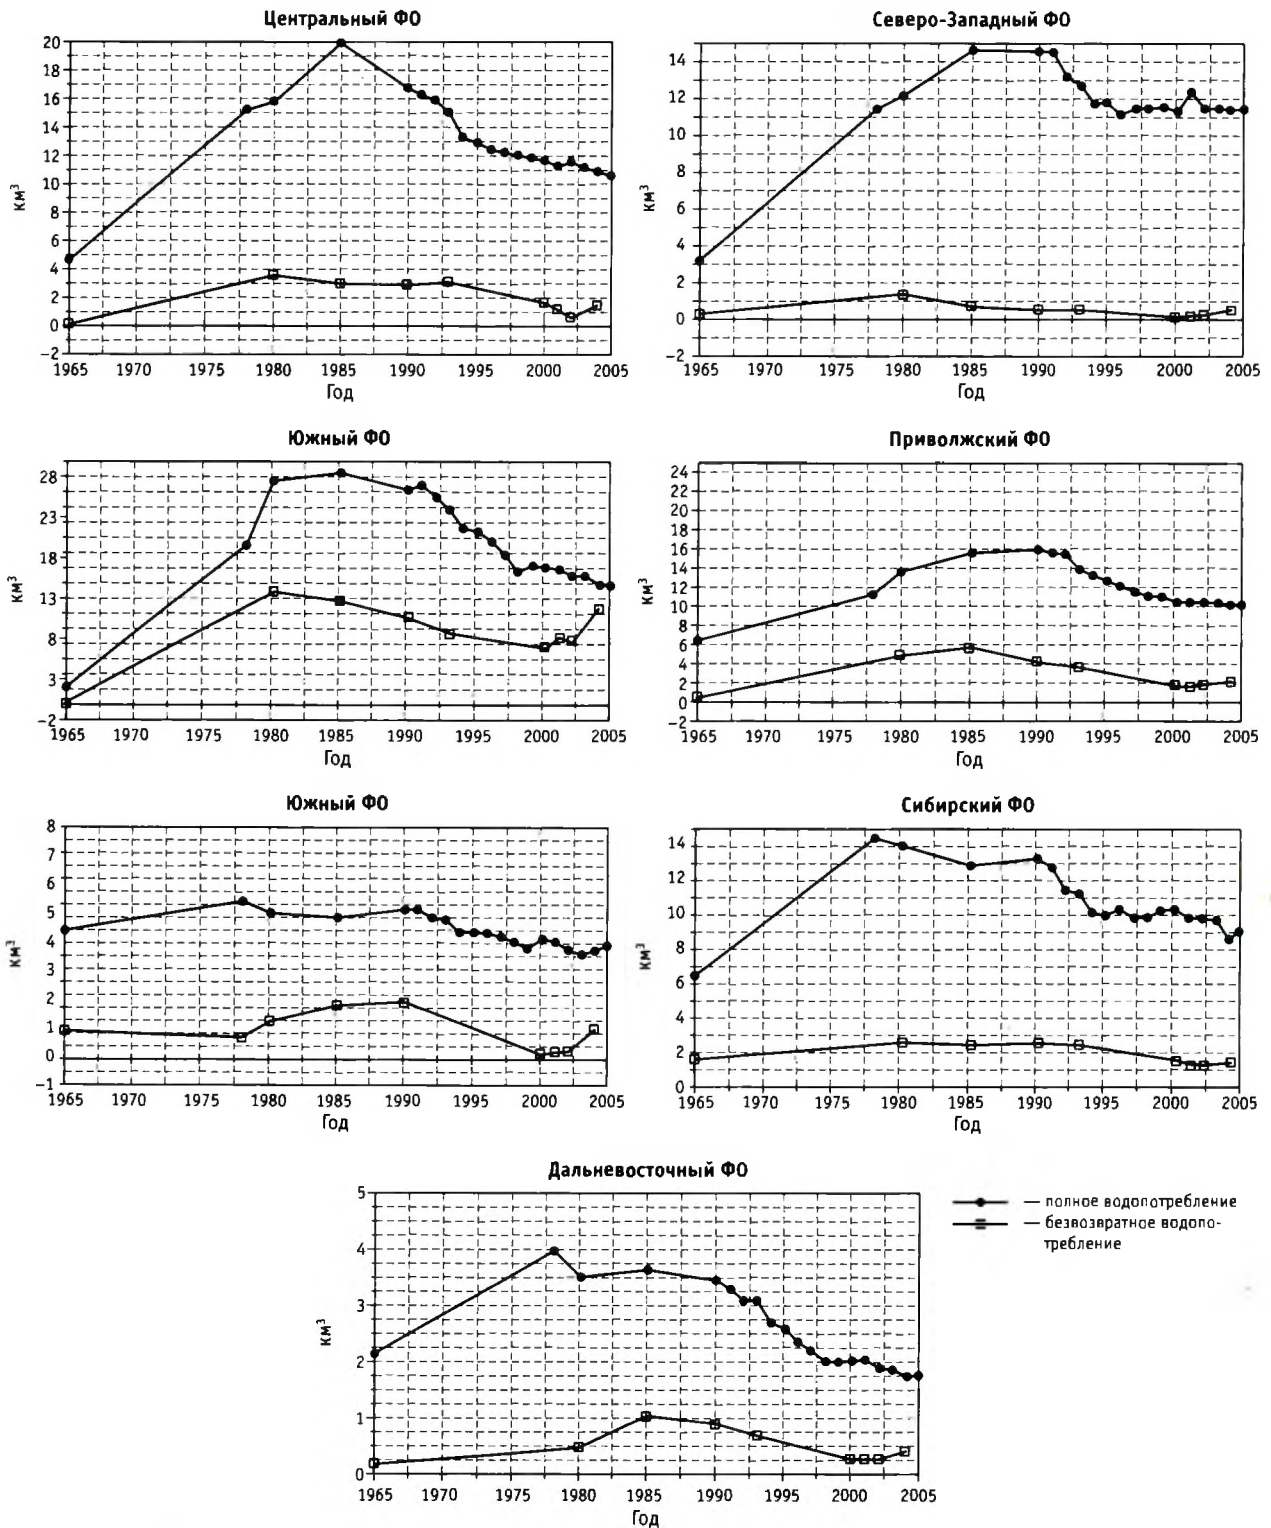 Центральный ФО
20
18
16
14
12
10
8
6
4
2
0
−2
км³
1965 1970 1975 1980 1985 1990 1995 2000 2005
Год
Северо-Западный ФО
14
12
10
8
6
4
2
0
−2
км³
1965 1970 1975 1980 1985 1990 1995 2000 2005
Год
Южный ФО
28
23
18
13
8
3
−2
км³
1965 1970 1975 1980 1985 1990 1995 2000 2005
Год
Приволжский ФО
24
22
20
18
16
14
12
10
8
6
4
2
0
−2
км³
1965 1970 1975 1980 1985 1990 1995 2000 2005
Год
Южный ФО
8
7
6
5
4
3
2
1
0
−1
км³
1965 1970 1975 1980 1985 1990 1995 2000 2005
Год
Сибирский ФО
14
12
10
8
6
4
2
0
км³
1965 1970 1975 1980 1985 1990 1995 2000 2005
Год
Дальневосточный ФО
5
4
3
2
1
0
км³
1965 1970 1975 1980 1985 1990 1995 2000 2005
Год
— полное водопотребление
— безвозвратное водопо-
требление